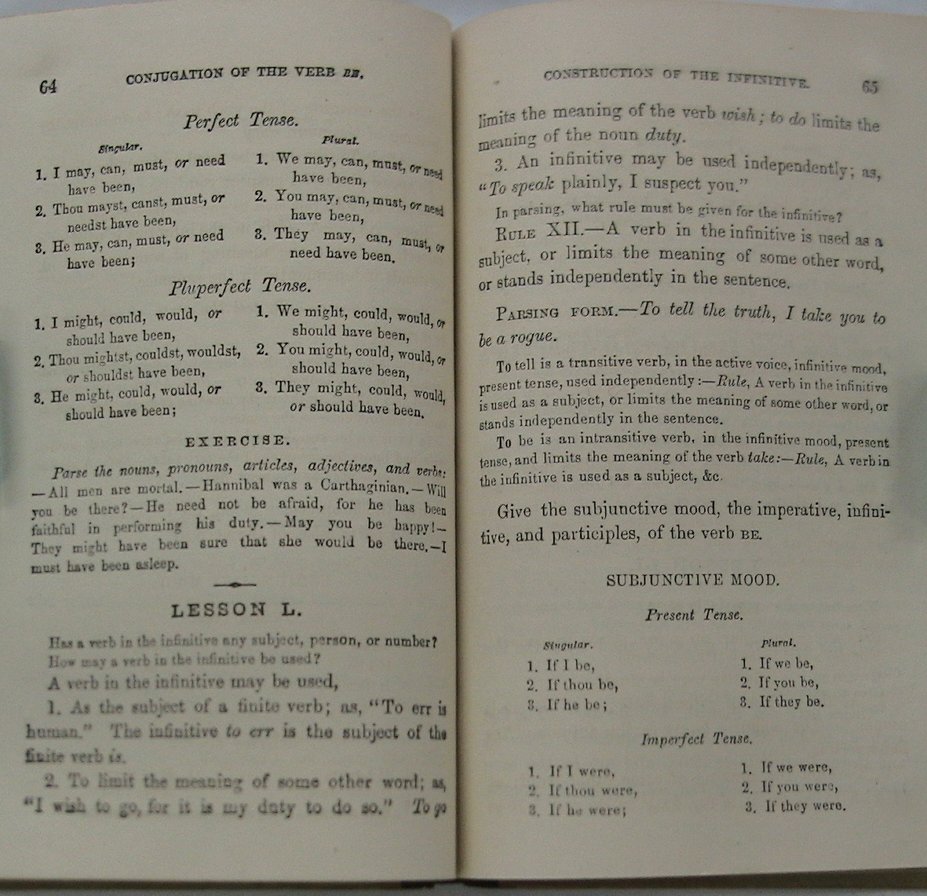 64 CONJUGATION OF THE VERB BE.
Perfect Tense.
Singular. Plural.
1. I may, can, must, or need 1. We may, can, must, or need
have been, have been,
2. Thou mayst, canst, must, or 2. You may, can, must, or need
needst have been, have been,
3. He may, can, must, or need 3. They may, can, must, or
have been; need have been.
Pluperfect Tense.
1. I might, could, would, or 1. We might, could, would, or
should have been, should have been,
2. Thou mightst, couldst, wouldst, 2. You might, could, would, or
or shouldst have been, should have been,
3. He might, could, would, or 3. They might, could, would,
should have been; or should have been.
EXERCISE.
Parse the nouns, pronouns, articles, adjectives, and verbs:
—All men are mortal.—Hannibal was a Carthaginian.—Will
you be there?—He need not be afraid, for he has been
faithful in performing his duty.—May you be happy!—
They might have been sure that she would be there.—I
must have been asleep.
LESSON L.
Has a verb in the infinitive any subject, person, or number?
How may a verb in the infinitive be used?
A verb in the infinitive may be used,
1. As the subject of a finite verb; as, "To err is
human." The infinitive to err is the subject of the
finite verb is.
2. To limit the meaning of some other word; as,
"I wish to go, for it is my duty to do so." To go
CONSTRUCTION OF THE INFINITIVE. 65
limits the meaning of the verb wish; to do limits the
meaning of the noun duty.
3. An infinitive may be used independently; as,
"To speak plainly, I suspect you."
In parsing, what rule must be given for the infinitive?
RULE XII.—A verb in the infinitive is used as a
subject, or limits the meaning of some other word,
or stands independently in the sentence.
PARSING FORM.—To tell the truth, I take you to
be a rogue.
To tell is a transitive verb, in the active voice, infinitive mood,
present tense, used independently:—Rule, A verb in the infinitive
is used as a subject, or limits the meaning of some other word, or
stands independently in the sentence.
To be is an intransitive verb, in the infinitive mood, present
tense, and limits the meaning of the verb take:—Rule, A verb in
the infinitive is used as a subject, &c.
Give the subjunctive mood, the imperative, infini-
tive, and participles, of the verb BE.
SUBJUNCTIVE MOOD.
Present Tense.
Singular. Plural.
1. If I be, 1. If we be,
2. If thou be, 2. If you be,
3. If he be; 3. If they be.
Imperfect Tense.
1. If I were, 1. If we were,
2. If thou were, 2. If you were,
3. If he were; 3. If they were.